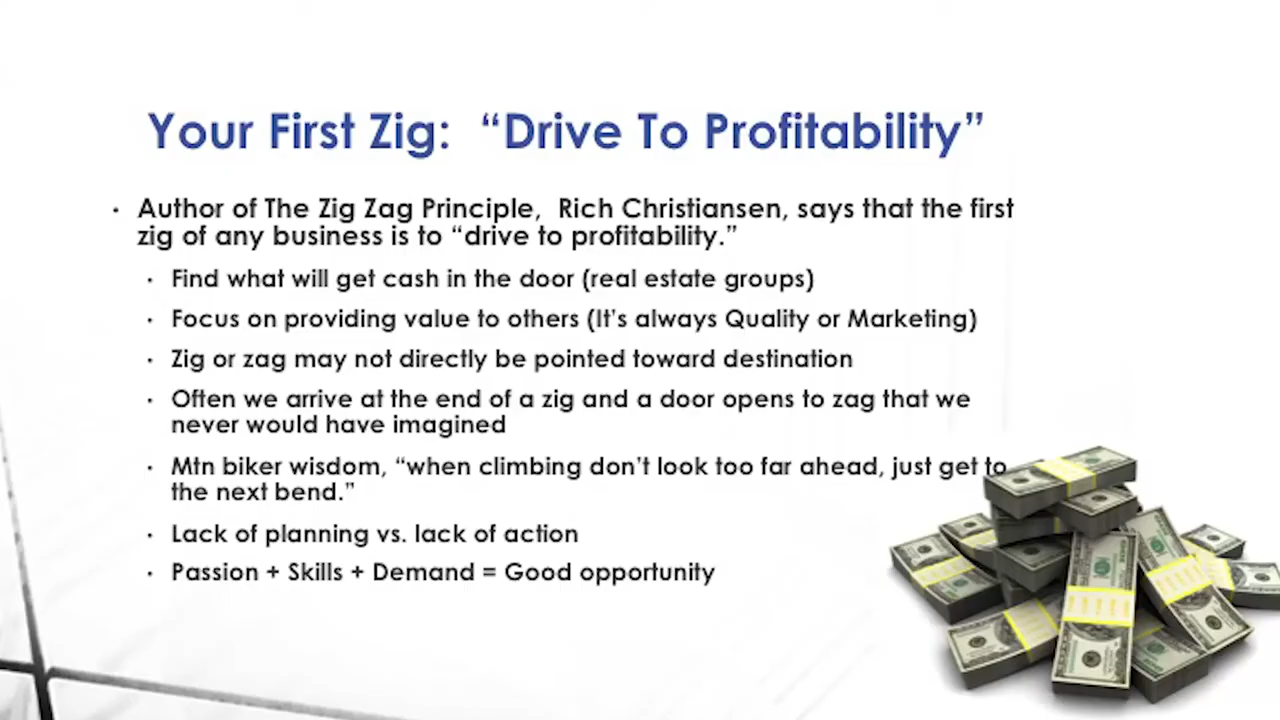 Your First Zig: “Drive To Profitability”
· Author of The Zig Zag Principle, Rich Christiansen, says that the first
zig of any business is to “drive to profitability.”
· Find what will get cash in the door (real estate groups)
· Focus on providing value to others (It’s always Quality or Marketing)
· Zig or zag may not directly be pointed toward destination
· Often we arrive at the end of a zig and a door opens to zag that we
never would have imagined
· Mtn biker wisdom, “when climbing don’t look too far ahead, just get to
the next bend.”
· Lack of planning vs. lack of action
· Passion + Skills + Demand = Good opportunity